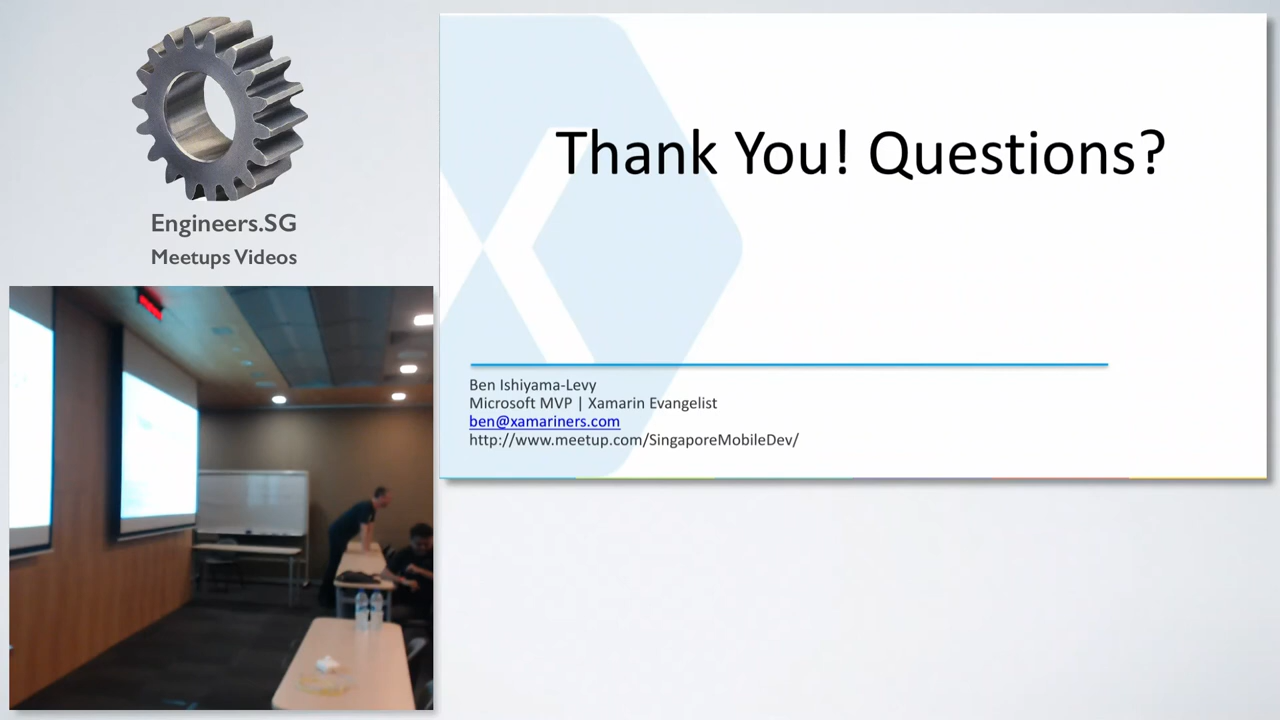 Engineers.SG
Meetups Videos
Thank You! Questions?
Ben Ishiyama-Levy
Microsoft MVP | Xamarin Evangelist
ben@xamariners.com
http://www.meetup.com/SingaporeMobileDev/